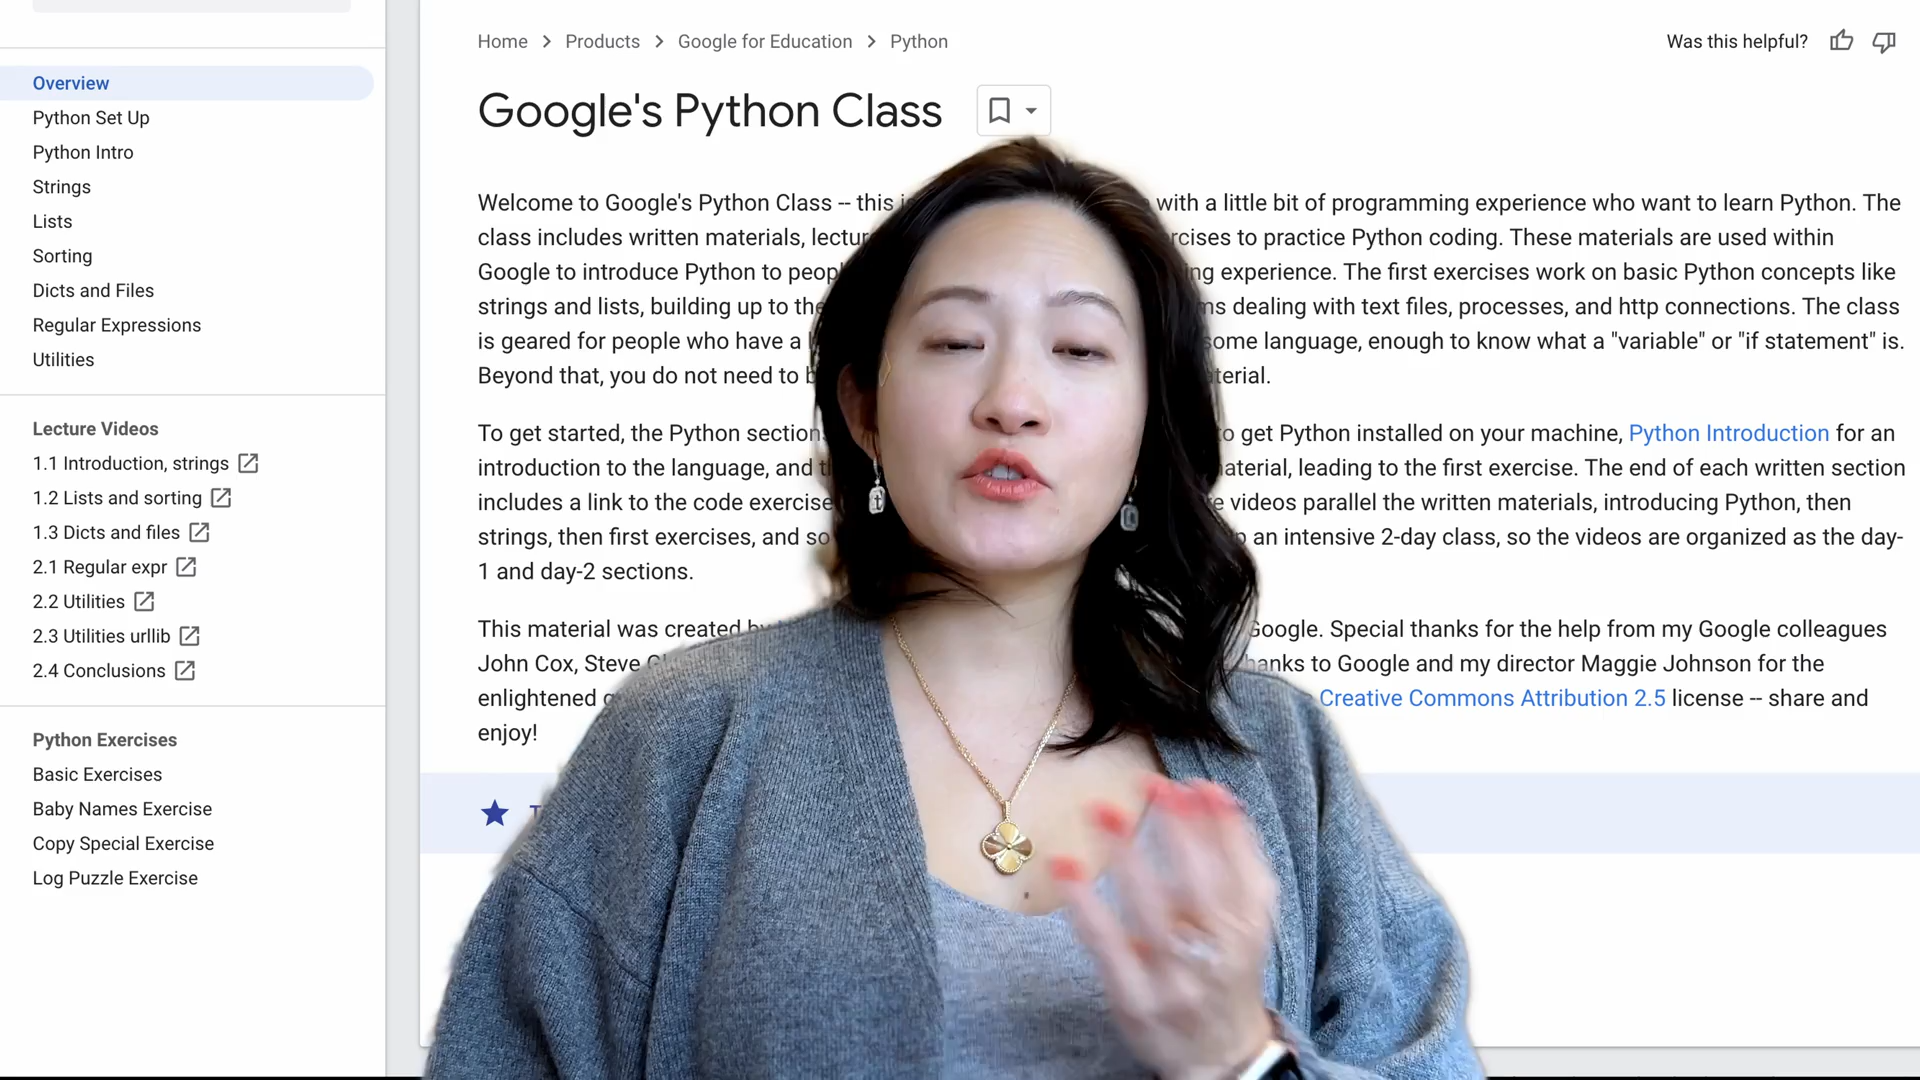 Home > Products > Google for Education > Python
Was this helpful?
Overview
Python Set Up
Python Intro
Strings
Lists
Sorting
Dicts and Files
Regular Expressions
Utilities
Lecture Videos
1.1 Introduction, strings
1.2 Lists and sorting
1.3 Dicts and files
2.1 Regular expr
2.2 Utilities
2.3 Utilities urllib
2.4 Conclusions
Python Exercises
Basic Exercises
Baby Names Exercise
Copy Special Exercise
Log Puzzle Exercise
Google's Python Class
Welcome to Google's Python Class -- this with a little bit of programming experience who want to learn Python. The
class includes written materials, to practice Python coding. These materials are used within
Google to introduce Python to experience. The first exercises work on basic Python concepts like
strings and lists, building up to dealing with text files, processes, and http connections. The class
is geared for people who have a some language, enough to know what a "variable" or "if statement" is.
Beyond that, you do not need to
To get started, the Python to get Python installed on your machine, Python Introduction for an
introduction to the language, and material, leading to the first exercise. The end of each written section
includes a link to the code videos parallel the written materials, introducing Python, then
strings, then first exercises, and so an intensive 2-day class, so the videos are organized as the day-
1 and day-2 sections.
This material was created Google. Special thanks for the help from my Google colleagues
John Cox, Steve thanks to Google and my director Maggie Johnson for the
enlightened Creative Commons Attribution 2.5 license -- share and
enjoy!